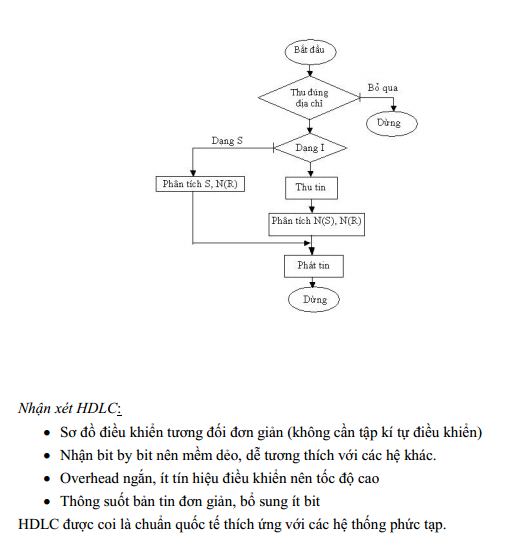 Bắt đầu
Bỏ qua
Thu đúng
địa chỉ
Dừng
Dạng S
Dạng I
Phân tích S, N(R)
Thu tin
Phân tích N(S), N(R)
Phát tin
Dừng
Nhận xét HDLC:
• Sơ đồ điều khiển tương đối đơn giản (không cần tập kí tự điều khiển)
• Nhận bit by bit nên mềm dẻo, dễ tương thích với các hệ khác.
• Overhead ngắn, ít tín hiệu điều khiển nên tốc độ cao
• Thông suốt bản tin đơn giản, bổ sung ít bit
HDLC được coi là chuẩn quốc tế thích ứng với các hệ thống phức tạp.